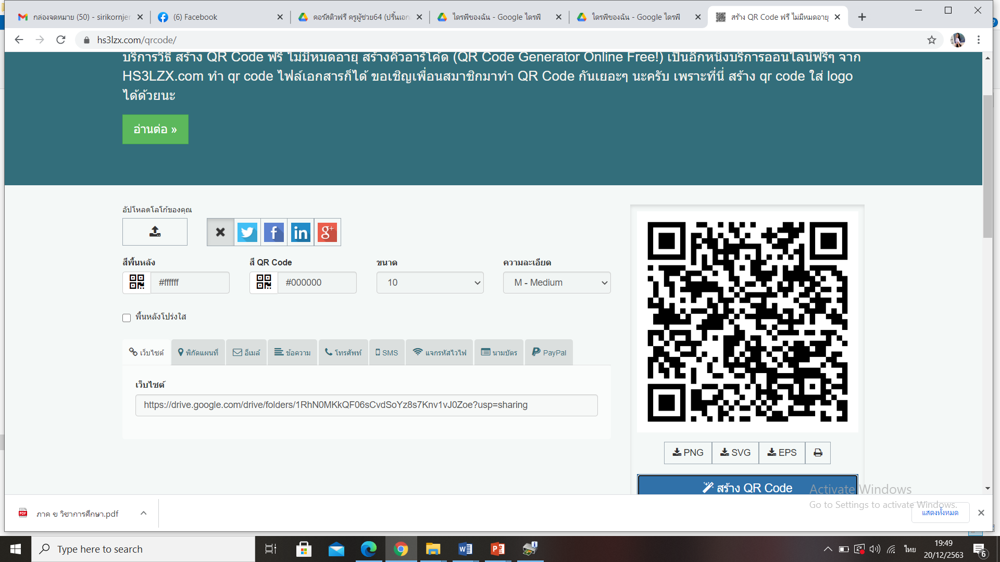 กล่องจดหมาย (50) - sirikornjer
(6) Facebook
คอร์สติวฟรี ครูผู้ช่วย64 (ปริ้นเอก
ไดรฟ์ของฉัน - Google ไดรฟ์
ไดรฟ์ของฉัน - Google ไดรฟ์
สร้าง QR Code ฟรี ไม่มีหมดอายุ
hs3lzx.com/qrcode/
บริการวิธี สร้าง QR Code ฟรี ไม่มีหมดอายุ สร้างคิวอาร์โค้ด (QR Code Generator Online Free!) เป็นอีกหนึ่งบริการออนไลน์ฟรีๆ จาก
HS3LZX.com ทำ qr code ไฟล์เอกสารก็ได้ ขอเชิญเพื่อนสมาชิกมาทำ QR Code กันเยอะๆ นะครับ เพราะที่นี่ สร้าง qr code ใส่ logo
ได้ด้วยนะ
อ่านต่อ »
อัปโหลดโลโก้ของคุณ
สีพื้นหลัง
สี QR Code
ขนาด
ความละเอียด
#ffffff
#000000
10
M - Medium
พื้นหลังโปร่งใส
เว็บไซต์
พิกัดแผนที่
อีเมล์
ข้อความ
โทรศัพท์
SMS
แจกรหัสไวไฟ
นามบัตร
PayPal
เว็บไซต์
https://drive.google.com/drive/folders/1RhN0MKkQF06sCvdSoYz8s7Knv1vJ0Zoe?usp=sharing
PNG
SVG
EPS
สร้าง QR Code
Activate Windows
Go to Settings to activate Windows.
ภาค ข วิชาการศึกษา.pdf
แสดงทั้งหมด
Type here to search
ไทย
19:49
20/12/2563
6